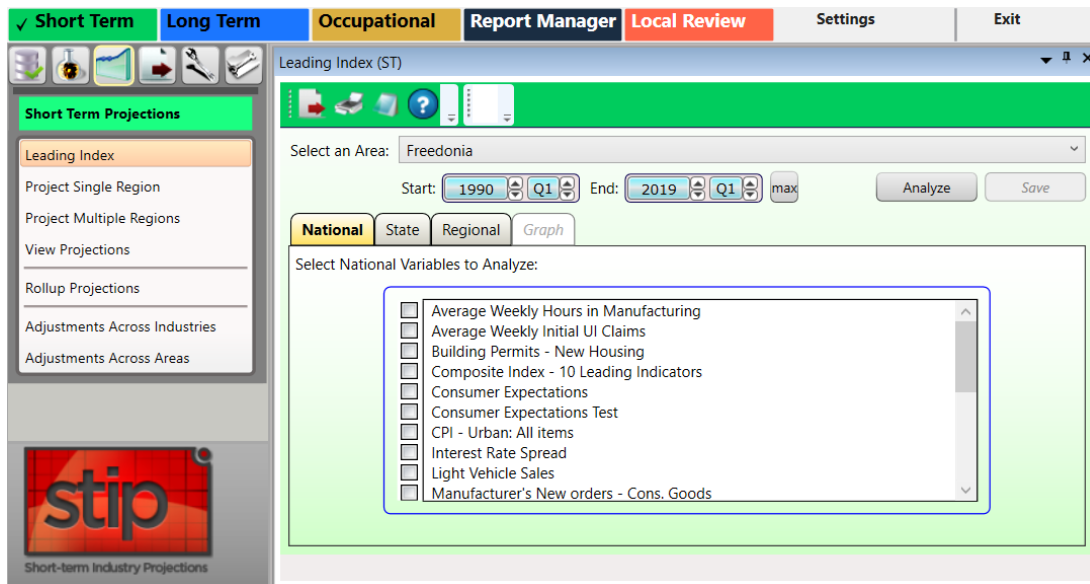 ✓ Short Term Long Term Occupational Report Manager Local Review Settings Exit
Leading Index (ST)
Short Term Projections
Leading Index
Project Single Region
Project Multiple Regions
View Projections
Rollup Projections
Adjustments Across Industries
Adjustments Across Areas
stip
Short-term Industry Projections
?
Select an Area: Freedonia
Start: 1990 Q1 End: 2019 Q1 max Analyze Save
National State Regional Graph
Select National Variables to Analyze:
Average Weekly Hours in Manufacturing
Average Weekly Initial UI Claims
Building Permits - New Housing
Composite Index - 10 Leading Indicators
Consumer Expectations
Consumer Expectations Test
CPI - Urban: All items
Interest Rate Spread
Light Vehicle Sales
Manufacturer's New orders - Cons. Goods